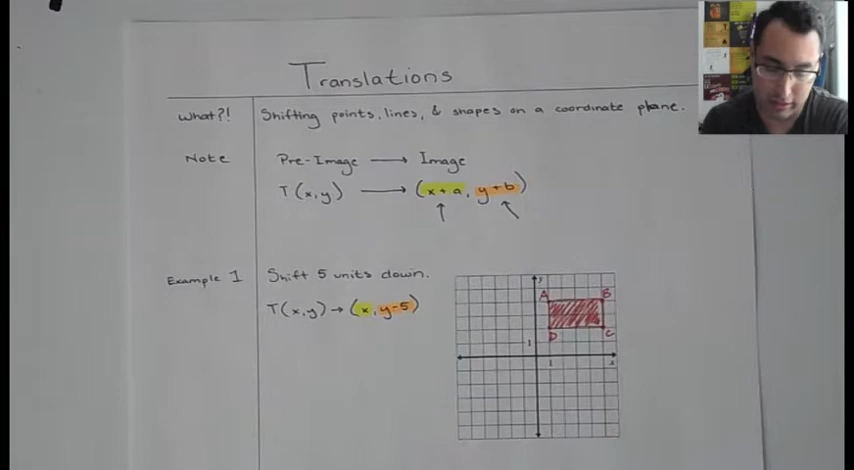 Translations
What?! Shifting points, lines, & shapes on a coordinate plane.
Note Pre-Image → Image
T(x,y) → (x+a, y+b)
Example 1 Shift 5 units down.
T(x,y) → (x, y-5)
y
A B
D C
1
1 x